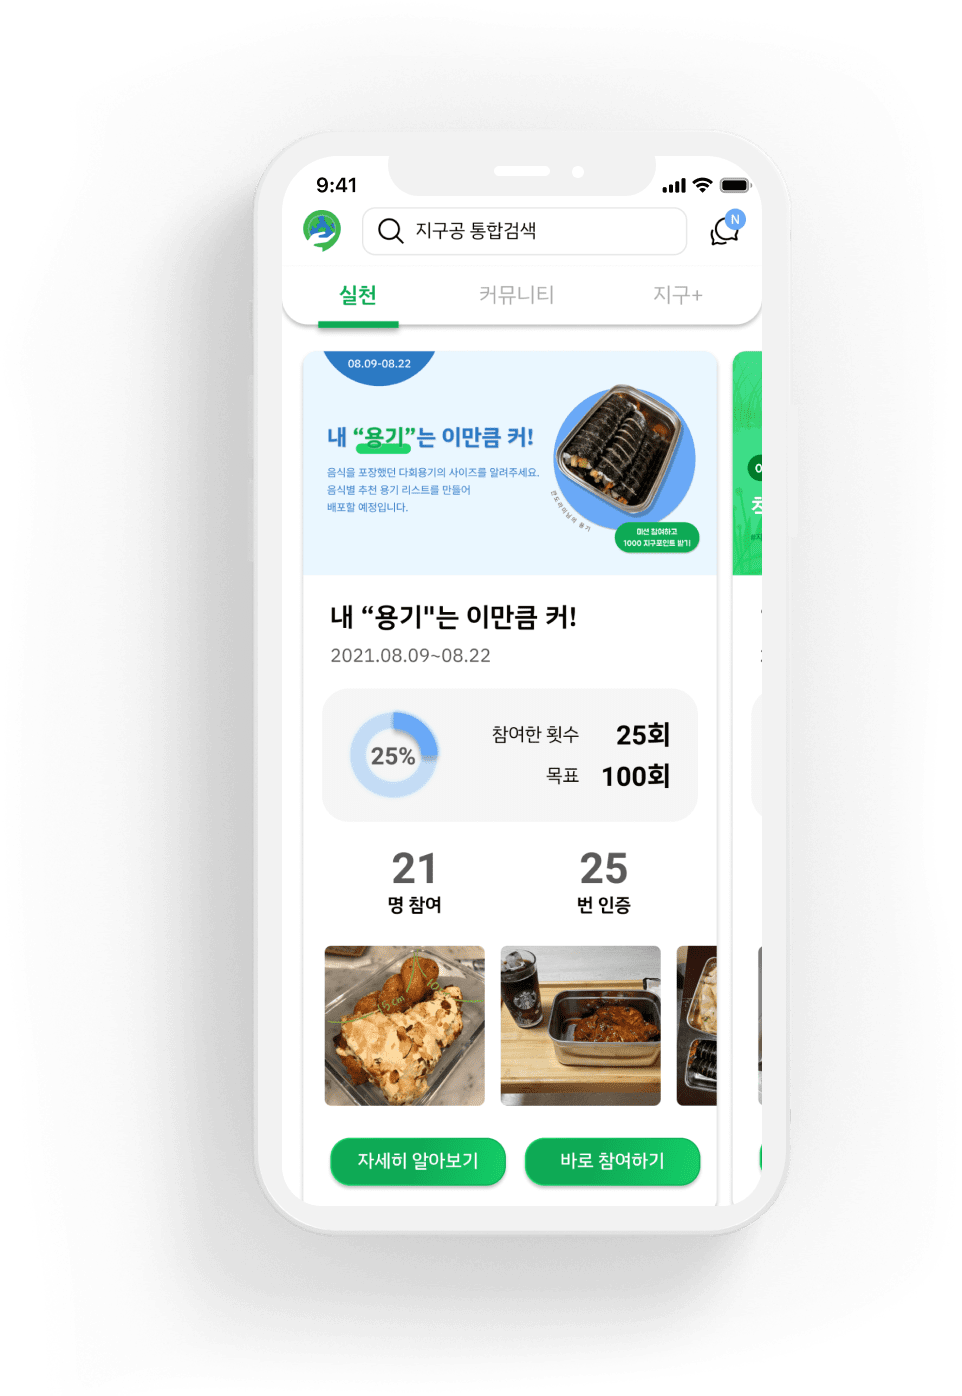 9:41
지구공 통합검색
N
실천
커뮤니티
지구+
08.09-08.22
내 “용기”는 이만큼 커!
음식을 포장했던 다회용기의 사이즈를 알려주세요.
음식별 추천 용기 리스트를 만들어
배포할 예정입니다.
미션 참여하고
1000 지구포인트 받기
내 “용기"는 이만큼 커!
2021.08.09~08.22
25%
참여한 횟수 25회
목표 100회
21
명 참여
25
번 인증
15cm
자세히 알아보기
바로 참여하기